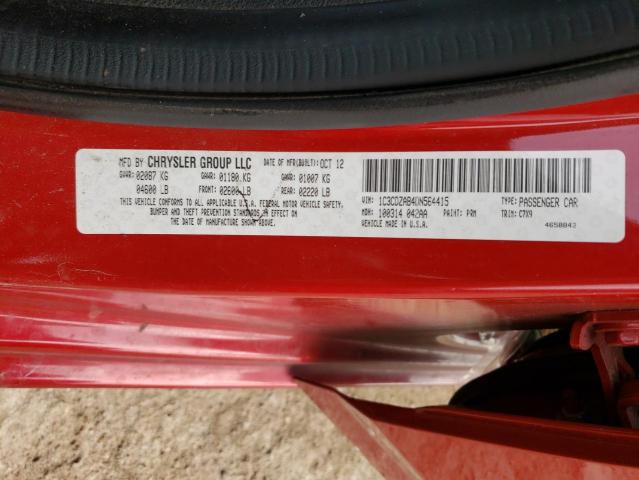 MFD BY CHRYSLER GROUP LLC DATE OF MFR(BUILT): OCT 12
GVWR: 02087 KG GAWR: 01180 KG GAWR: 01007 KG
04600 LB FRONT: 02600 LB REAR: 02220 LB
THIS VEHICLE CONFORMS TO ALL APPLICABLE U.S.A. FEDERAL MOTOR VEHICLE SAFETY,
BUMPER AND THEFT PREVENTION STANDARDS IN EFFECT ON
THE DATE OF MANUFACTURE SHOWN ABOVE.
VIN: 1C3CDZAB4DN564415 TYPE: PASSENGER CAR
MDH: 100314 042AA PAINT: PRM TRIM: C7X9
VEHICLE MADE IN U.S.A. 4658842